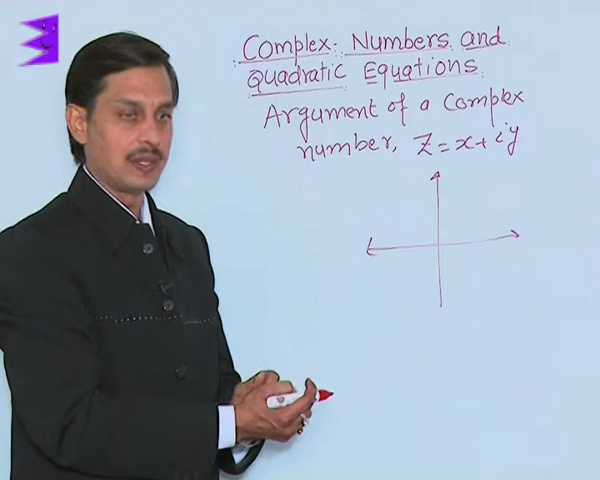 Complex Numbers and
Quadratic Equations
Argument of a Complex
number, Z = x + iy